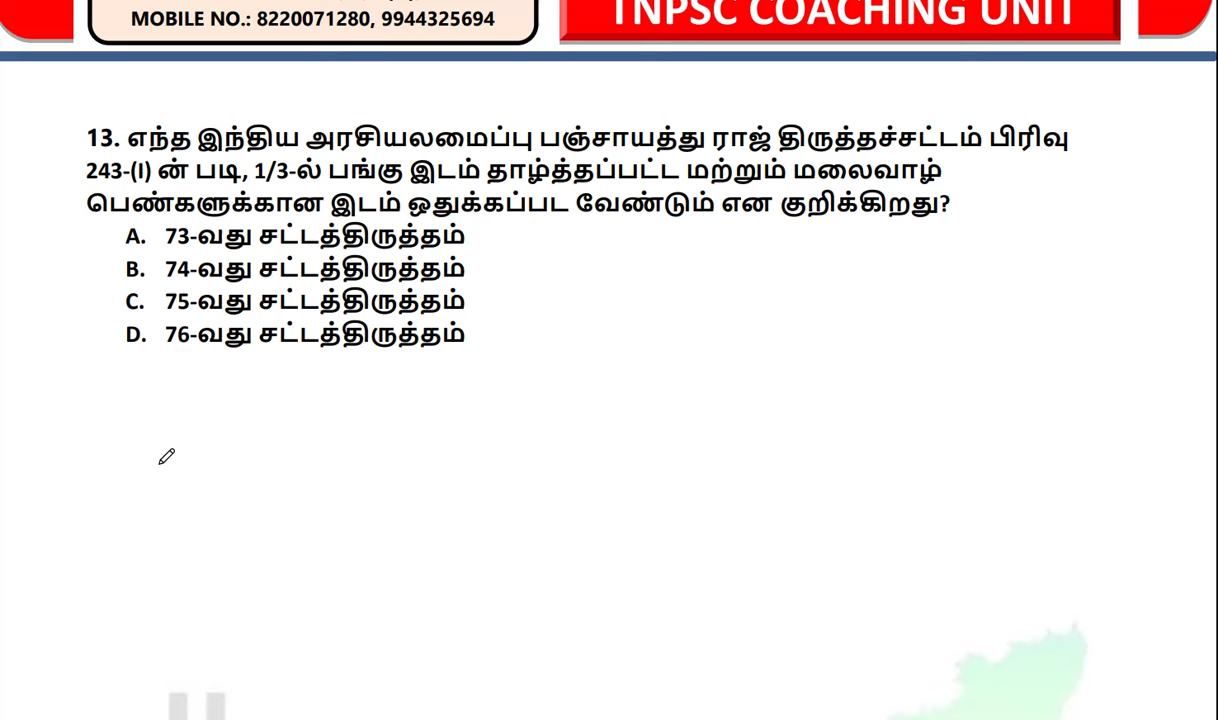 MOBILE NO.: 8220071280, 9944325694
TNPSC COACHING UNIT
13. எந்த இந்திய அரசியலமைப்பு பஞ்சாயத்து ராஜ் திருத்தச்சட்டம் பிரிவு
243-(I) ன் படி, 1/3-ல் பங்கு இடம் தாழ்த்தப்பட்ட மற்றும் மலைவாழ்
பெண்களுக்கான இடம் ஒதுக்கப்பட வேண்டும் என குறிக்கிறது?
A. 73-வது சட்டத்திருத்தம்
B. 74-வது சட்டத்திருத்தம்
C. 75-வது சட்டத்திருத்தம்
D. 76-வது சட்டத்திருத்தம்